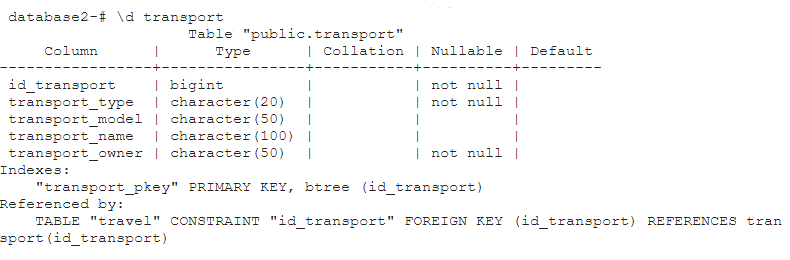 database2-# \d transport
Table "public.transport"
Column | Type | Collation | Nullable | Default
-----------------+----------------+-----------+----------+---------
id_transport | bigint | | not null |
transport_type | character(20) | | not null |
transport_model | character(50) | | |
transport_name | character(100) | | |
transport_owner | character(50) | | not null |
Indexes:
"transport_pkey" PRIMARY KEY, btree (id_transport)
Referenced by:
TABLE "travel" CONSTRAINT "id_transport" FOREIGN KEY (id_transport) REFERENCES tran
sport(id_transport)